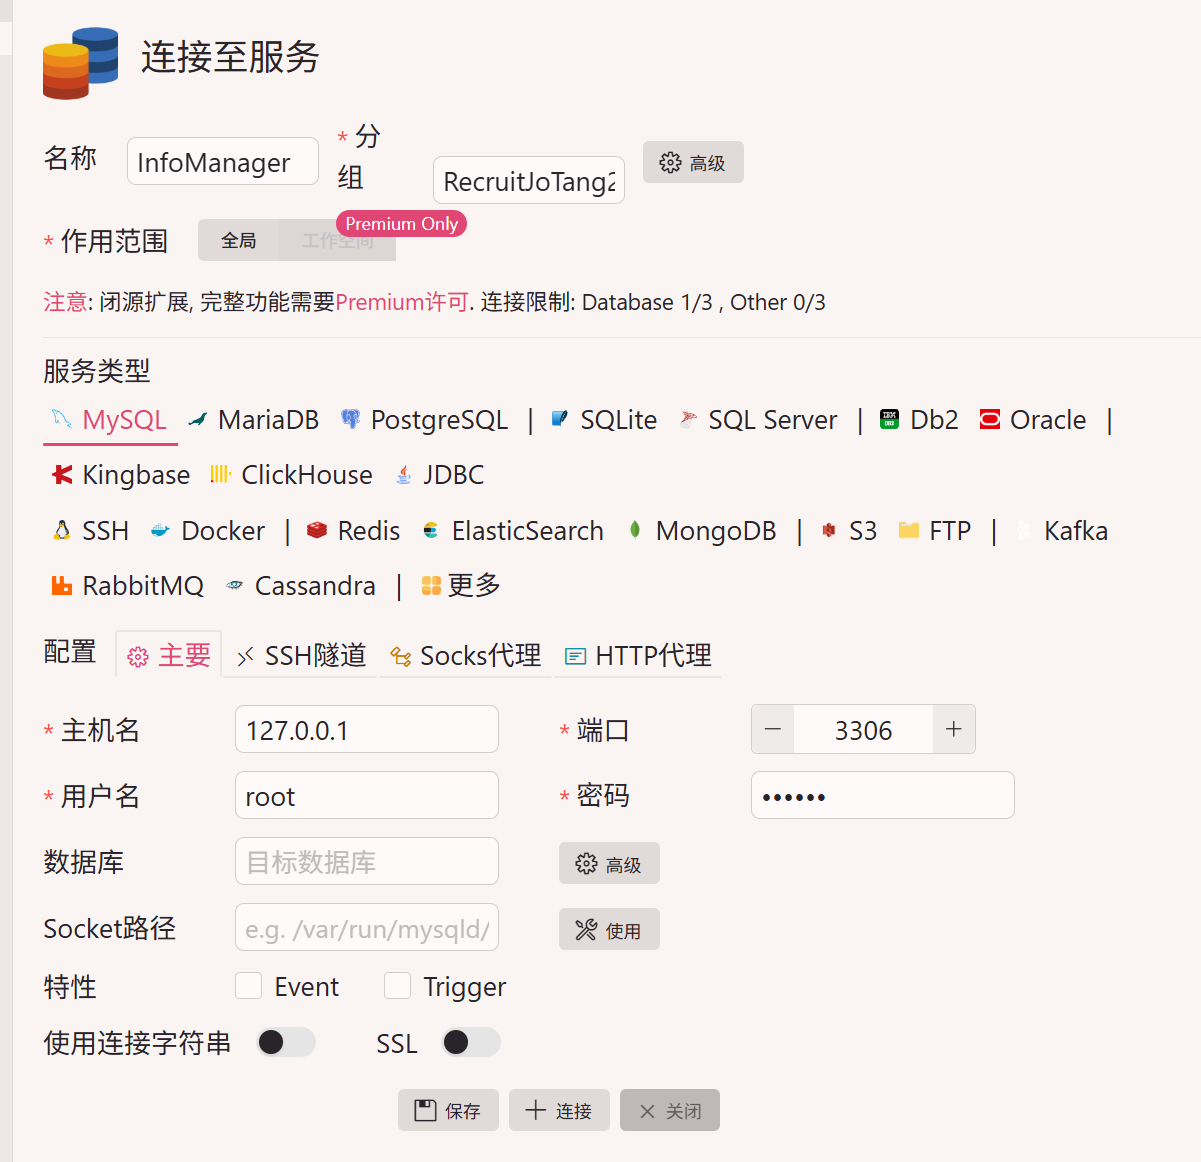 连接至服务
名称 InfoManager * 分组 RecruitJoTang2 高级
* 作用范围 全局 工作空间 Premium Only
注意: 闭源扩展, 完整功能需要Premium许可. 连接限制: Database 1/3 , Other 0/3
服务类型
MySQL MariaDB PostgreSQL | SQLite SQL Server | Db2 Oracle |
Kingbase ClickHouse JDBC
SSH Docker | Redis ElasticSearch MongoDB | S3 FTP | Kafka
RabbitMQ Cassandra | 更多
配置 主要 SSH隧道 Socks代理 HTTP代理
* 主机名 127.0.0.1 * 端口 − 3306 +
* 用户名 root * 密码 ••••••
数据库 目标数据库 高级
Socket路径 e.g. /var/run/mysqld/ 使用
特性 Event Trigger
使用连接字符串 SSL
保存 连接 关闭